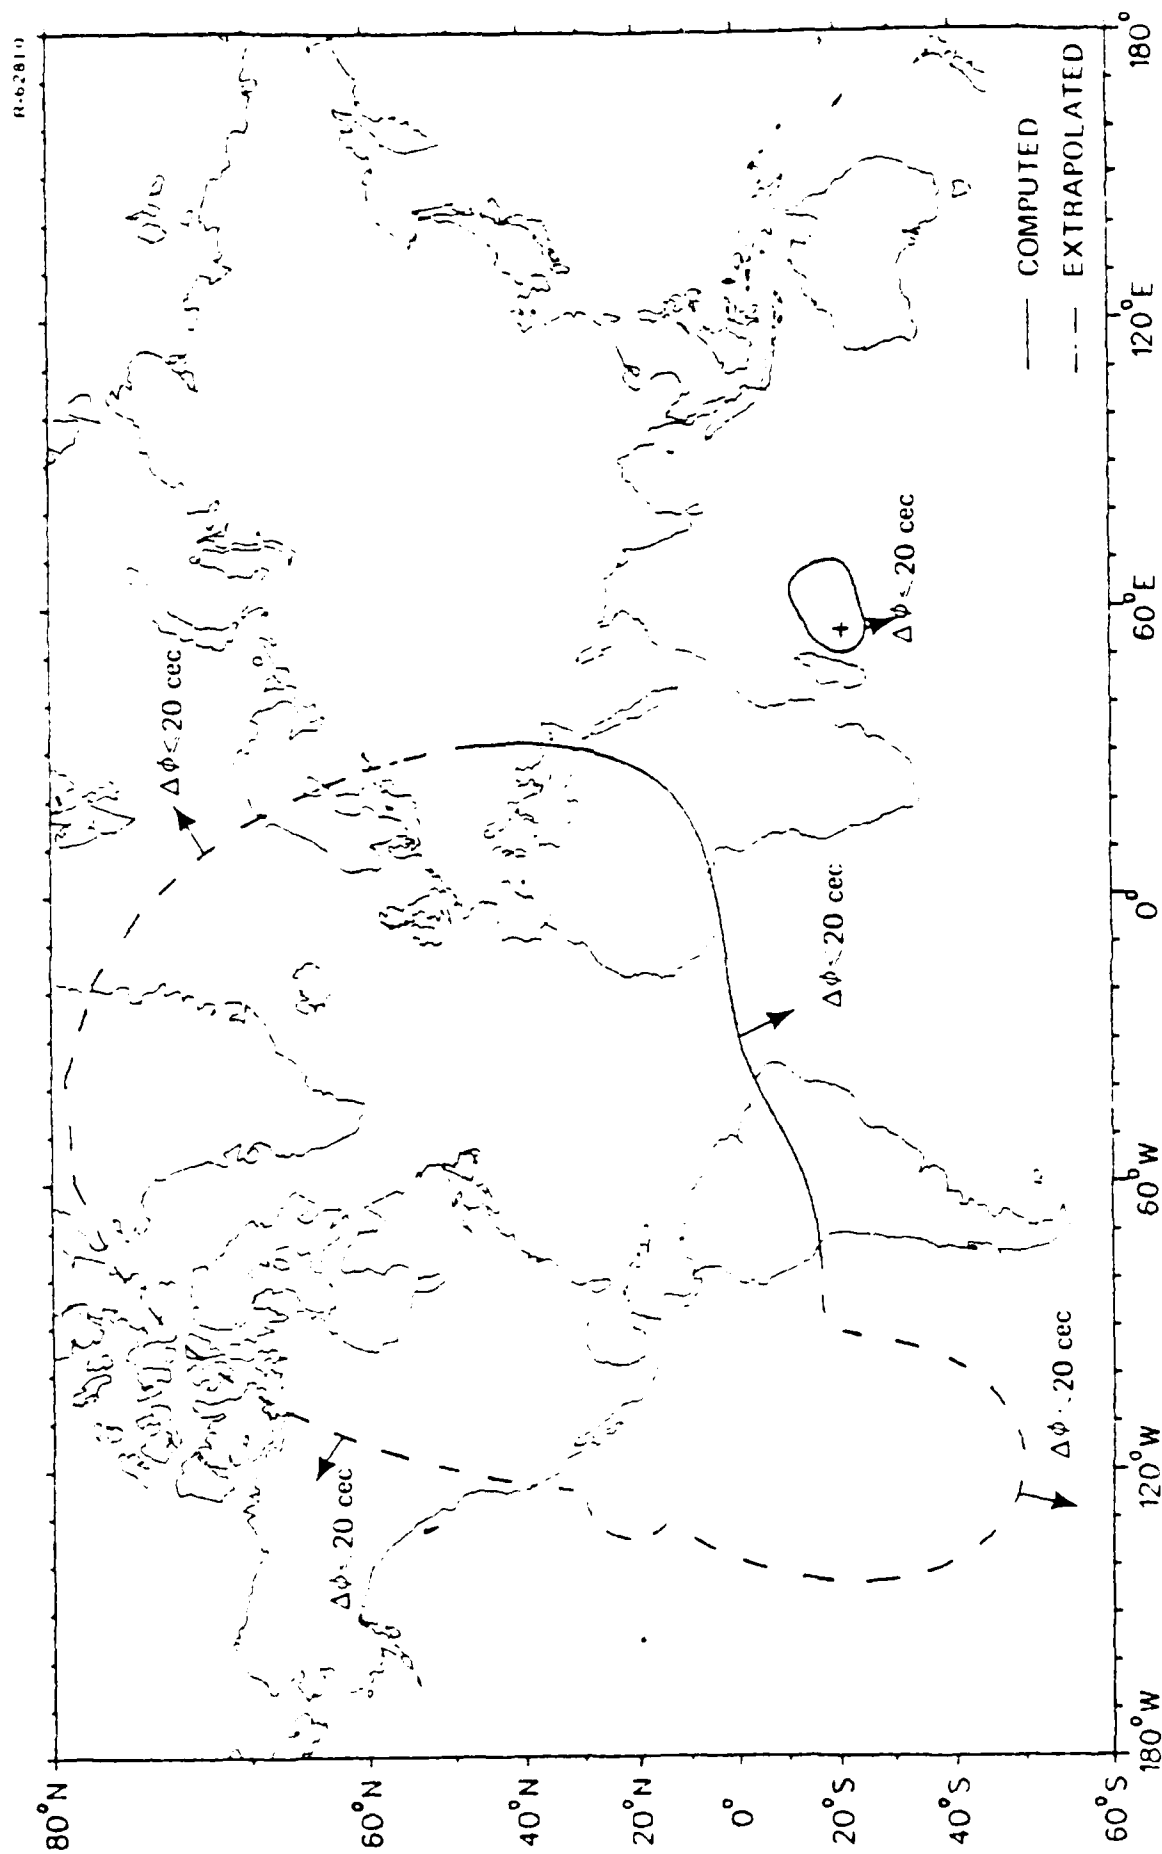 R-62810
80°N
60°N
40°N
20°N
0°
20°S
40°S
60°S
180°W
120°W
60°W
0°
60°E
120°E
180°
Δϕ < 20 cec
Δϕ < 20 cec
Δϕ < 20 cec
Δϕ < 20 cec
Δϕ < 20 cec
—— COMPUTED
—·— EXTRAPOLATED